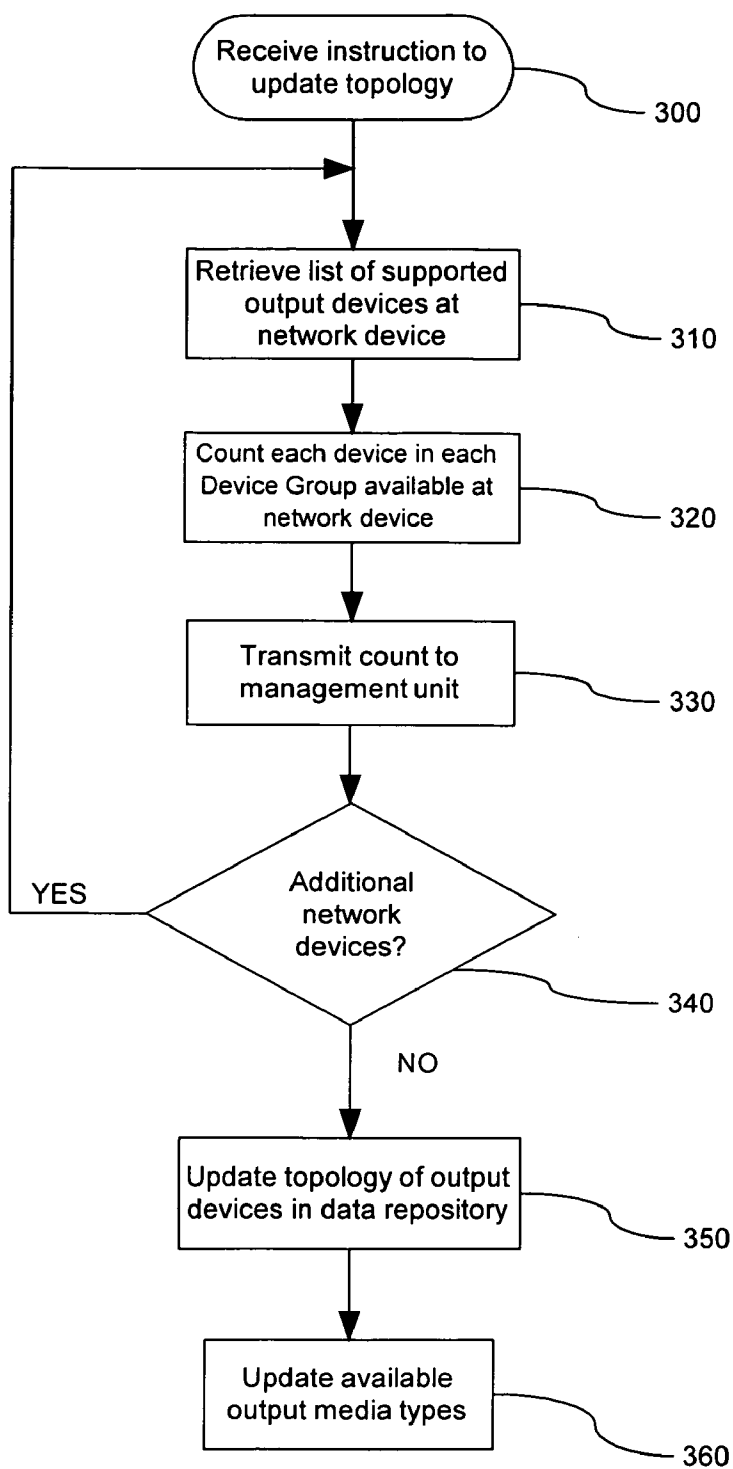 Receive instruction to
update topology
300
Retrieve list of supported
output devices at
network device
310
Count each device in each
Device Group available at
network device
320
Transmit count to
management unit
330
YES
Additional
network
devices?
340
NO
Update topology of output
devices in data repository
350
Update available
output media types
360